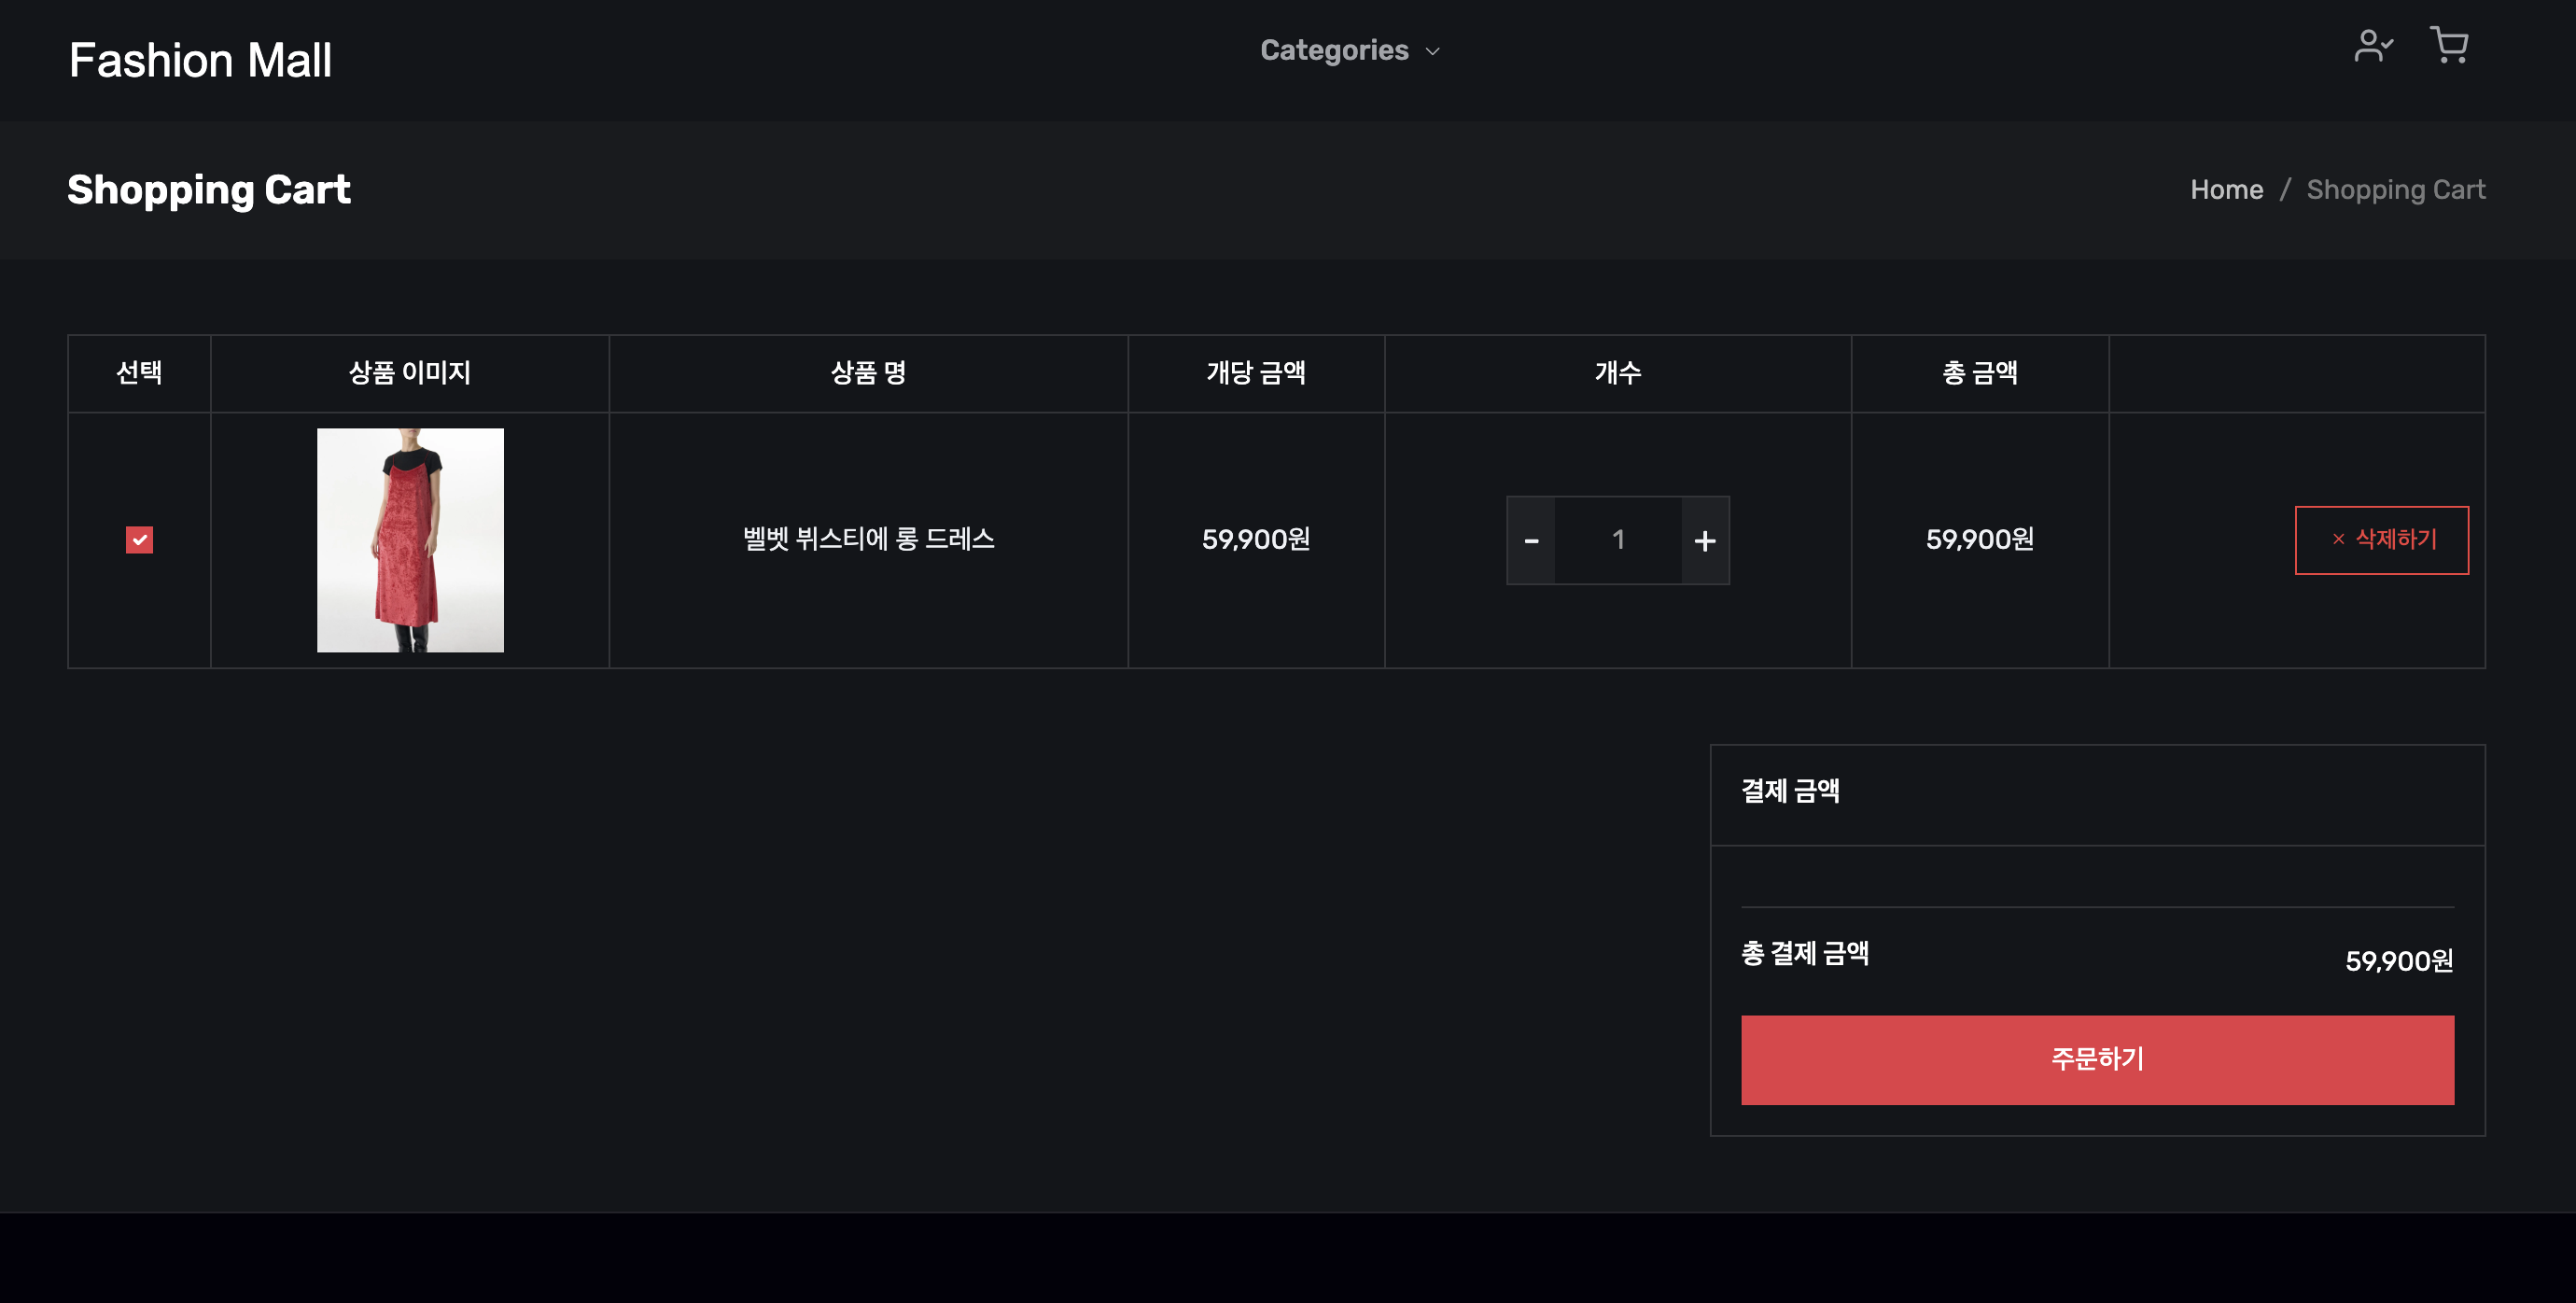 Fashion Mall
Categories
Shopping Cart
Home / Shopping Cart
선택 상품 이미지 상품 명 개당 금액 개수 총 금액
벨벳 뷔스티에 롱 드레스 59,900원 - 1 + 59,900원 × 삭제하기
결제 금액
총 결제 금액 59,900원
주문하기